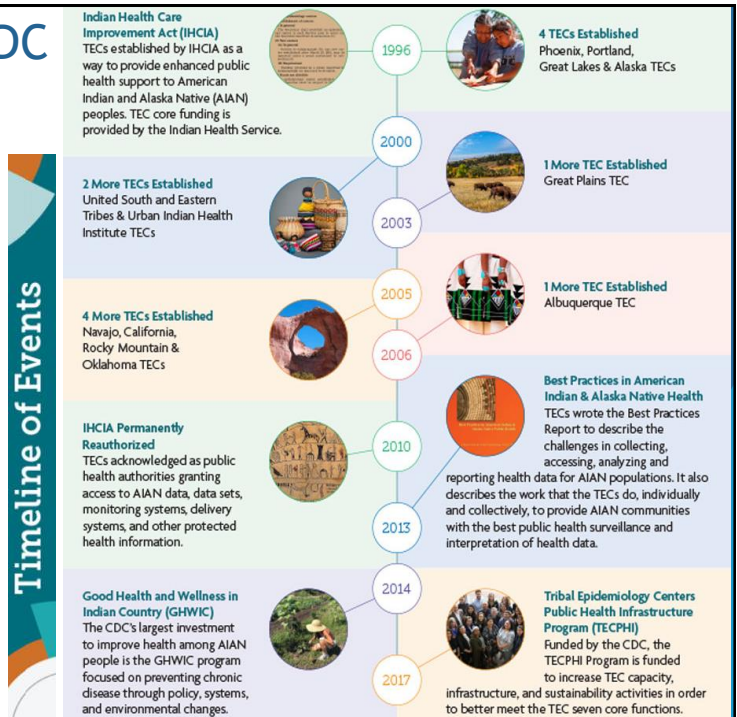 DC
Timeline of Events
Indian Health Care
Improvement Act (IHCIA)
TECs established by IHCIA as a
way to provide enhanced public
health support to American
Indian and Alaska Native (AIAN)
peoples. TEC core funding is
provided by the Indian Health Service.
1996
4 TECs Established
Phoenix, Portland,
Great Lakes & Alaska TECs
2000
2 More TECs Established
United South and Eastern
Tribes & Urban Indian Health
Institute TECs
1 More TEC Established
Great Plains TEC
2003
2005
4 More TECs Established
Navajo, California,
Rocky Mountain &
Oklahoma TECs
1 More TEC Established
Albuquerque TEC
2006
IHCIA Permanently
Reauthorized
TECs acknowledged as public
health authorities granting
access to AIAN data, data sets,
monitoring systems, delivery
systems, and other protected
health information.
2010
Best Practices in American
Indian & Alaska Native Health
TECs wrote the Best Practices
Report to describe the
challenges in collecting,
accessing, analyzing and
reporting health data for AIAN populations. It also
describes the work that the TECs do, individually
and collectively, to provide AIAN communities
with the best public health surveillance and
interpretation of health data.
2013
2014
Good Health and Wellness in
Indian Country (GHWIC)
The CDC's largest investment
to improve health among AIAN
people is the GHWIC program
focused on preventing chronic
disease through policy, systems,
and environmental changes.
Tribal Epidemiology Centers
Public Health Infrastructure
Program (TECPHI)
Funded by the CDC, the
TECPHI Program is funded
to increase TEC capacity,
infrastructure, and sustainability activities in order
to better meet the TEC seven core functions.
2017